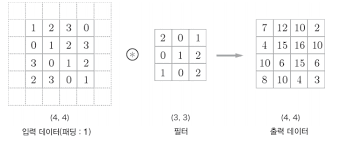 1 2 3 0
0 1 2 3
3 0 1 2
2 3 0 1
(4, 4)
입력 데이터(패딩 : 1)
*
2 0 1
0 1 2
1 0 2
(3, 3)
필터
7 12 10 2
4 15 16 10
10 6 15 6
8 10 4 3
(4, 4)
출력 데이터